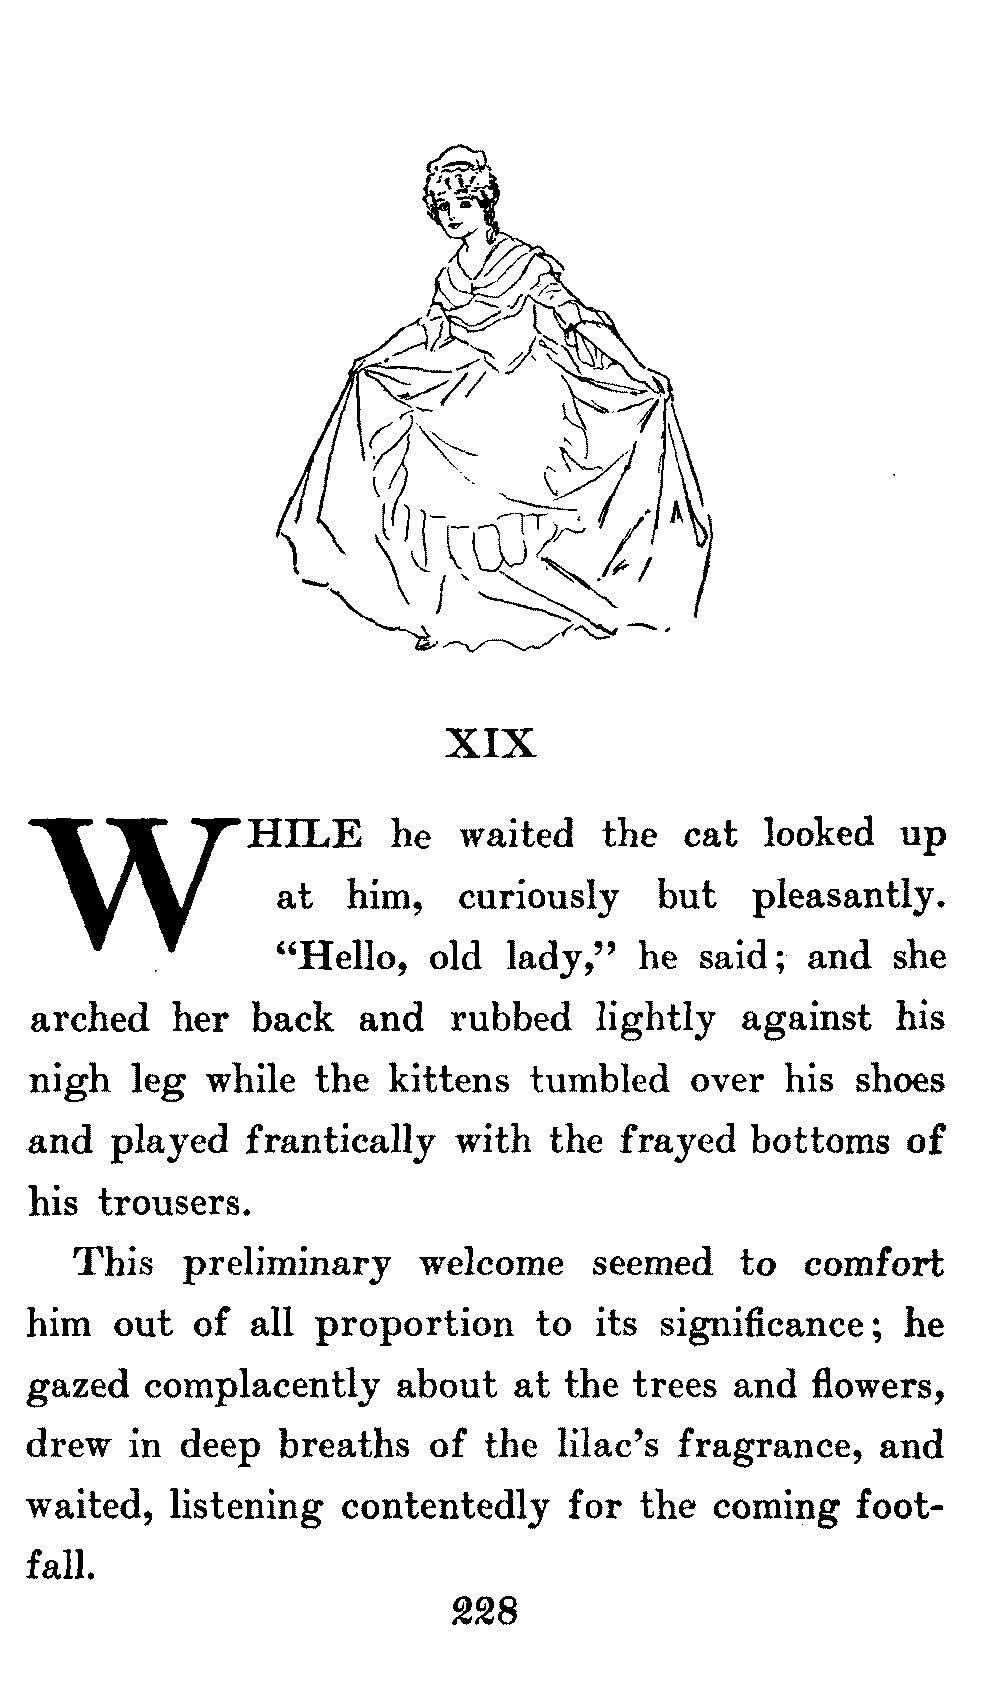 XIX
WHILE he waited the cat looked up
at him, curiously but pleasantly.
“Hello, old lady,” he said; and she
arched her back and rubbed lightly against his
nigh leg while the kittens tumbled over his shoes
and played frantically with the frayed bottoms of
his trousers.
This preliminary welcome seemed to comfort
him out of all proportion to its significance; he
gazed complacently about at the trees and flowers,
drew in deep breaths of the lilac’s fragrance, and
waited, listening contentedly for the coming foot-
fall.
228